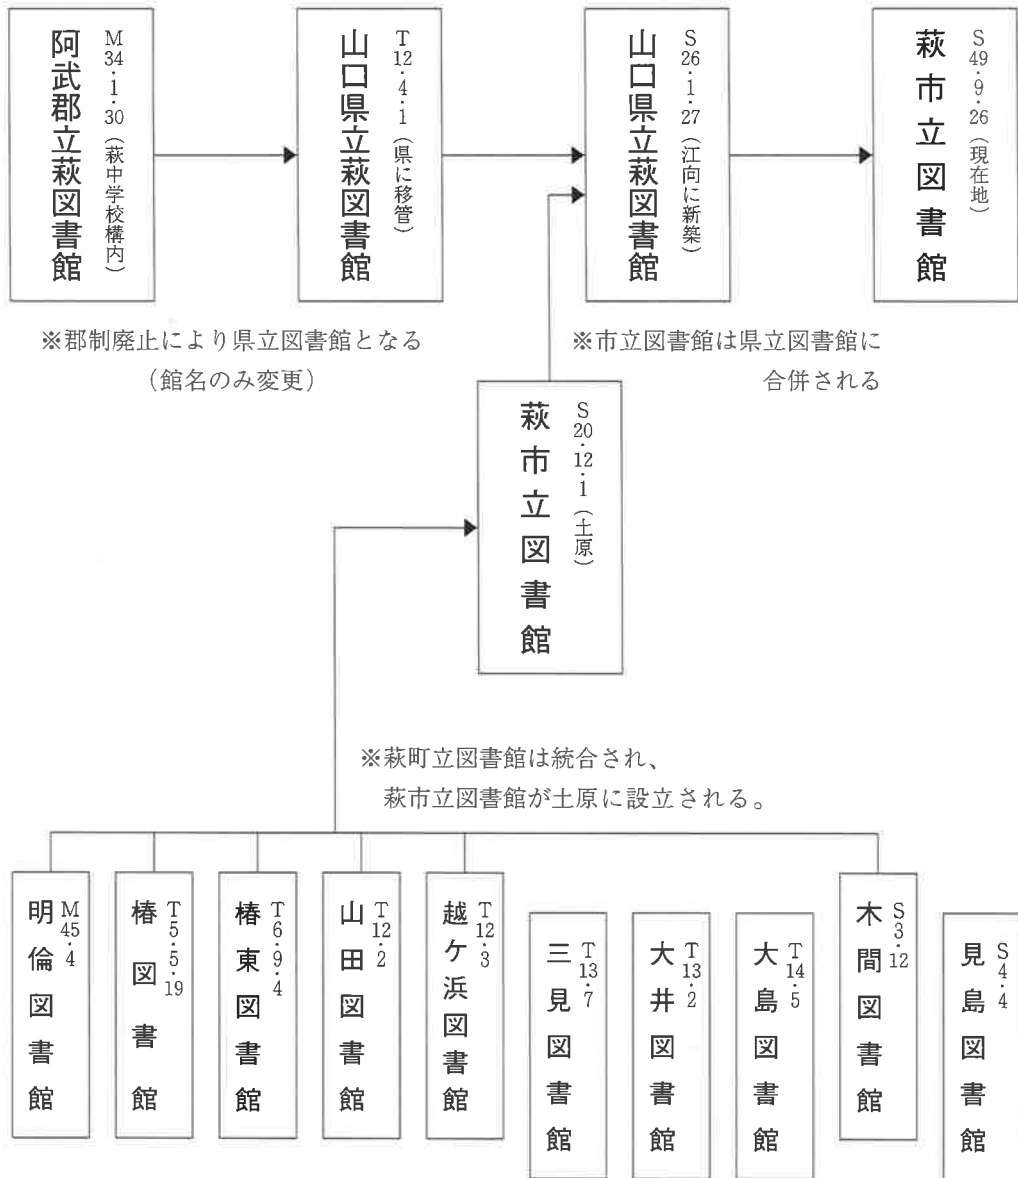 M34・1・30(萩中学校構内)
阿武郡立萩図書館
T12・4・1(県に移管)
山口県立萩図書館
S26・1・27(江向に新築)
山口県立萩図書館
S49・9・26(現在地)
萩市立図書館
※郡制廃止により県立図書館となる
(館名のみ変更)
※市立図書館は県立図書館に
合併される
S20・12・1(土原)
萩市立図書館
※萩町立図書館は統合され、
萩市立図書館が土原に設立される。
M45・4
明倫図書館
T5・5・19
椿図書館
T6・9・4
椿東図書館
T12・2
山田図書館
T12・3
越ケ浜図書館
T13・7
三見図書館
T13・2
大井図書館
T14・5
大島図書館
S3・12
木間図書館
S4・4
見島図書館